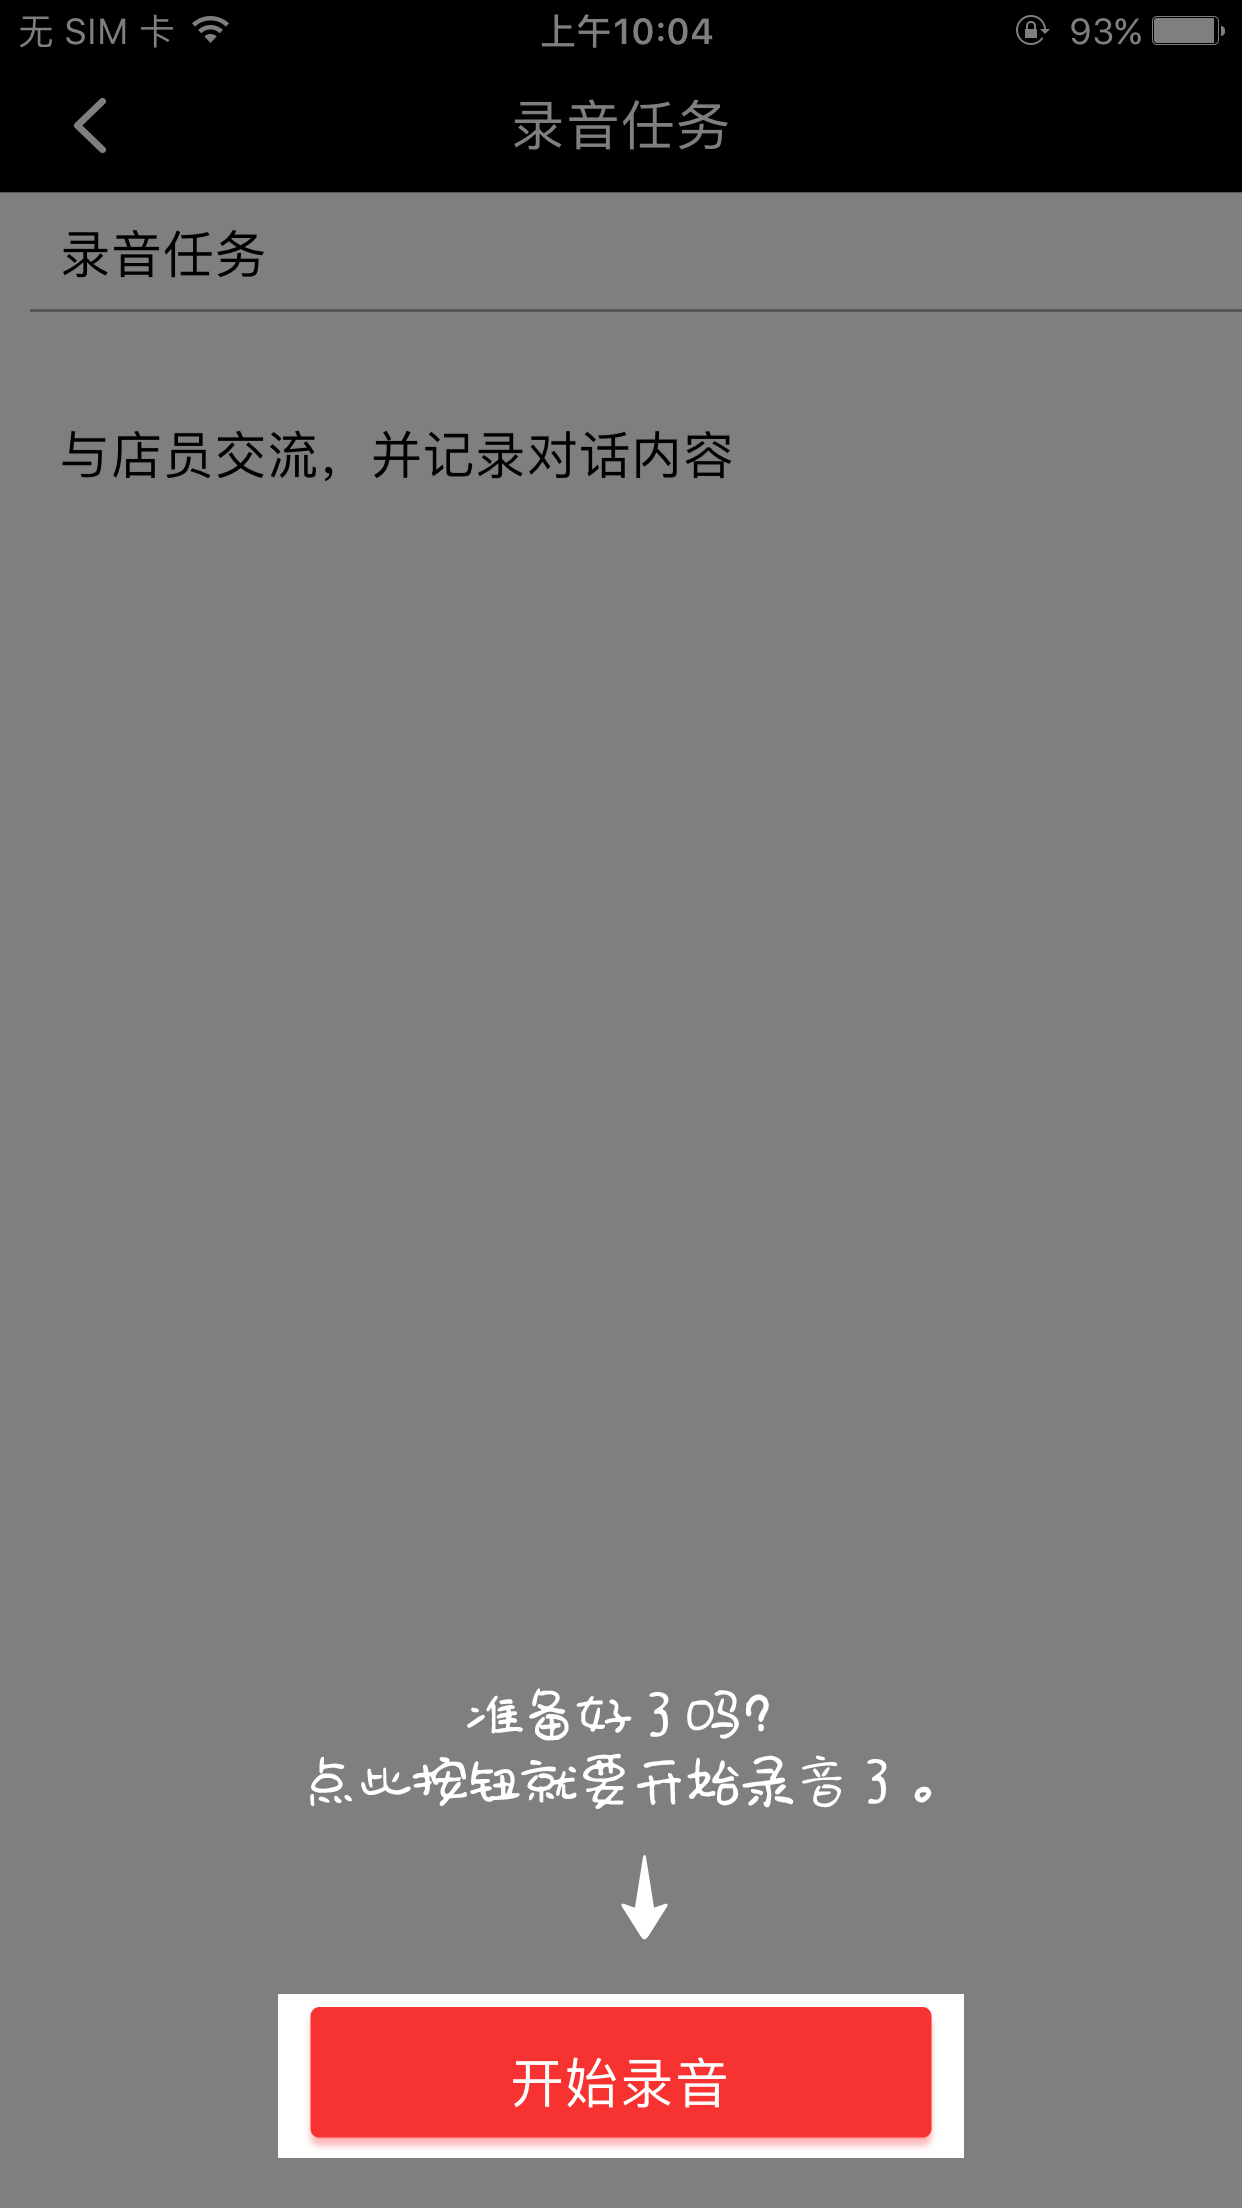 无 SIM 卡
上午10:04
93%
录音任务
录音任务
与店员交流，并记录对话内容
准备好了吗？
点此按钮就要开始录音了。
开始录音